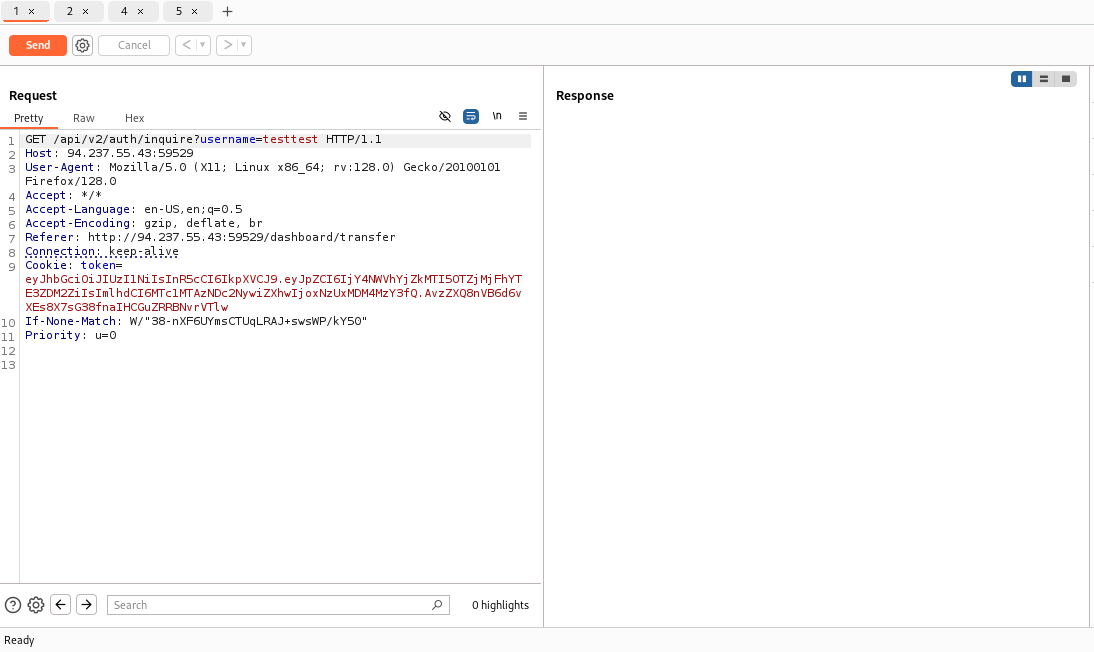 1 × 2 × 4 × 5 × +
Send Cancel < >
Request
Pretty Raw Hex \n
1 GET /api/v2/auth/inquire?username=testtest HTTP/1.1
2 Host: 94.237.55.43:59529
3 User-Agent: Mozilla/5.0 (X11; Linux x86_64; rv:128.0) Gecko/20100101
Firefox/128.0
4 Accept: */*
5 Accept-Language: en-US,en;q=0.5
6 Accept-Encoding: gzip, deflate, br
7 Referer: http://94.237.55.43:59529/dashboard/transfer
8 Connection: keep-alive
9 Cookie: token=
eyJhbGciOiJIUzI1NiIsInR5cCI6IkpXVCJ9.eyJpZCI6IjY4NWVhYjZkMTI5OTZjMjFhYT
E3ZDM2ZiIsImlhdCI6MTc1MTAzNDc2NywiZXhwIjoxNzUxMDM4MzY3fQ.AvzZXQ8nVB6d6v
XEs8X7sG38fnaIHCGuZRRBNvrVTlw
10 If-None-Match: W/"38-nXF6UYmsCTUqLRAJ+swsWP/kY50"
11 Priority: u=0
12
13
Response
Search
0 highlights
Ready